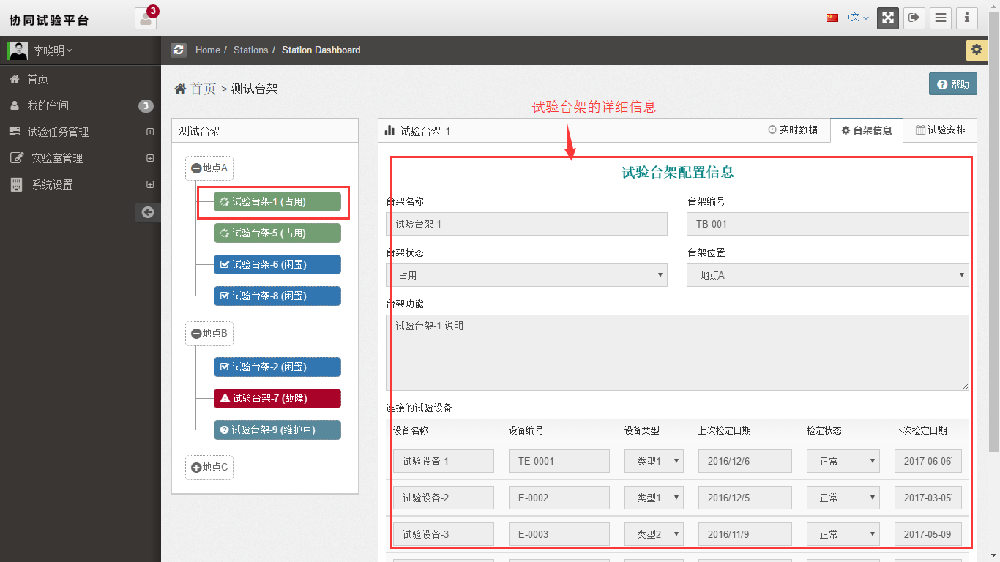 协同试验平台
3
中文
李晓明
Home / Stations / Station Dashboard
首页
我的空间
3
试验任务管理
实验室管理
系统设置
首页 > 测试台架
帮助
试验台架的详细信息
测试台架
地点A
试验台架-1 (占用)
试验台架-5 (占用)
试验台架-6 (闲置)
试验台架-8 (闲置)
地点B
试验台架-2 (闲置)
试验台架-7 (故障)
试验台架-9 (维护中)
地点C
试验台架-1
实时数据
台架信息
试验安排
试验台架配置信息
台架名称 台架编号
试验台架-1 TB-001
台架状态 台架位置
占用 地点A
台架功能
试验台架-1 说明
连接的试验设备
设备名称 设备编号 设备类型 上次检定日期 检定状态 下次检定日期
试验设备-1 TE-0001 类型1 2016/12/6 正常 2017-06-06
试验设备-2 E-0002 类型1 2016/12/5 正常 2017-03-05
试验设备-3 E-0003 类型2 2016/11/9 正常 2017-05-09